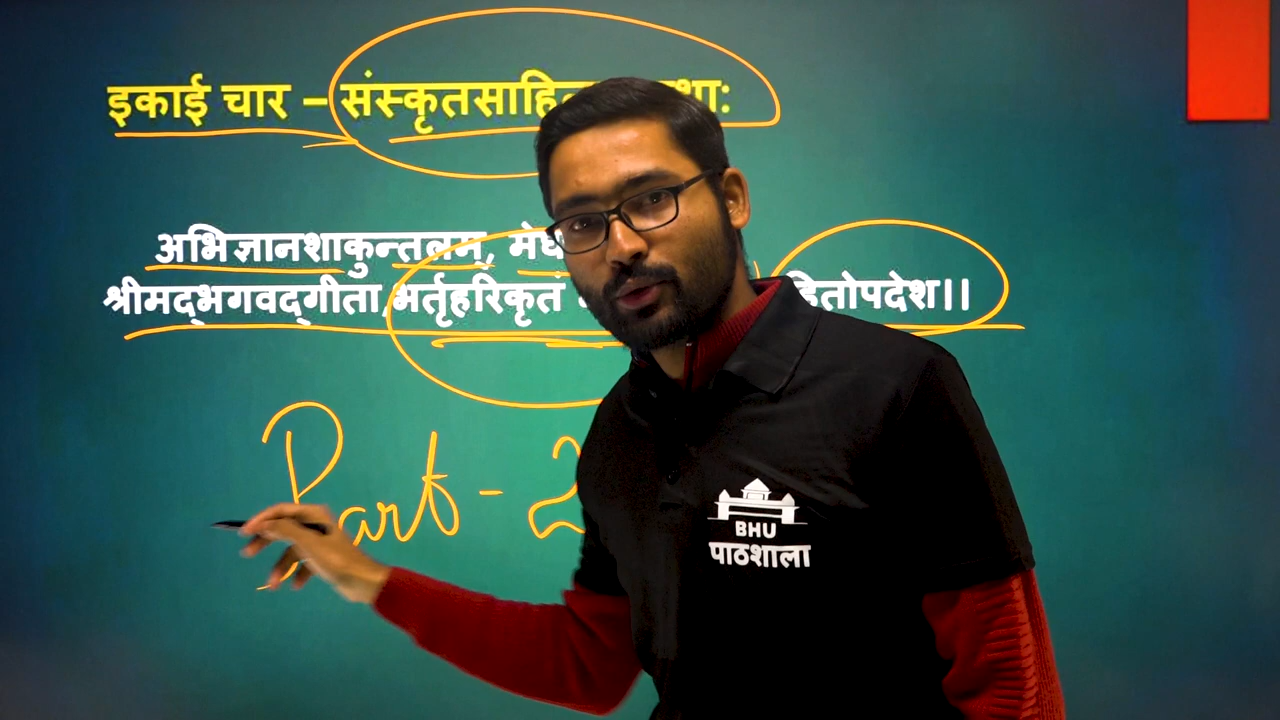 इकाई चार – संस्कृतसाहि
अभिज्ञानशाकुन्तलम्, मेघ
श्रीमद्भगवद्गीता,भर्तृहरिकृतं हितोपदेश।।
Part - 2
BHU
पाठशाला